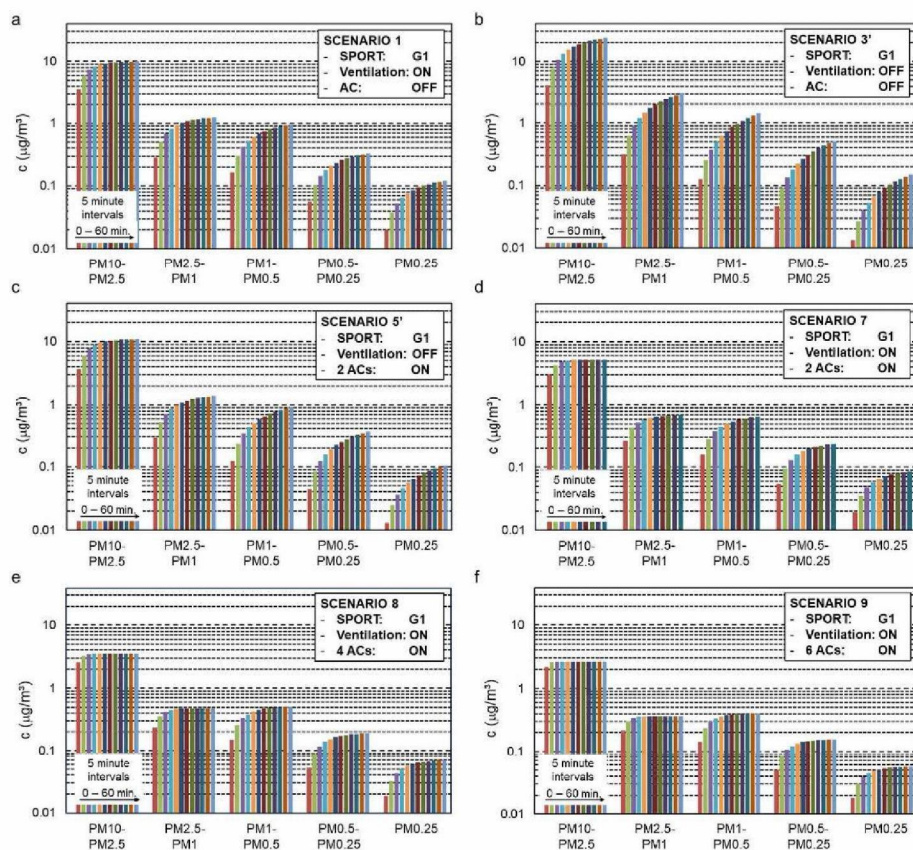 a
SCENARIO 1
- SPORT: G1
- Ventilation: ON
- AC: OFF
c (µg/m³)
10
1
0.1
0.01
5 minute
intervals
0 – 60 min.
PM10-
PM2.5
PM2.5-
PM1
PM1-
PM0.5
PM0.5-
PM0.25
PM0.25
b
SCENARIO 3'
- SPORT: G1
- Ventilation: OFF
- AC: OFF
c (µg/m³)
10
1
0.1
0.01
5 minute
intervals
0 – 60 min.
PM10-
PM2.5
PM2.5-
PM1
PM1-
PM0.5
PM0.5-
PM0.25
PM0.25
c
SCENARIO 5'
- SPORT: G1
- Ventilation: OFF
- 2 ACs: ON
c (µg/m³)
10
1
0.1
0.01
5 minute
intervals
0 – 60 min.
PM10-
PM2.5
PM2.5-
PM1
PM1-
PM0.5
PM0.5-
PM0.25
PM0.25
d
SCENARIO 7
- SPORT: G1
- Ventilation: ON
- 2 ACs: ON
c (µg/m³)
10
1
0.1
0.01
5 minute
intervals
0 – 60 min.
PM10-
PM2.5
PM2.5-
PM1
PM1-
PM0.5
PM0.5-
PM0.25
PM0.25
e
SCENARIO 8
- SPORT: G1
- Ventilation: ON
- 4 ACs: ON
c (µg/m³)
10
1
0.1
0.01
5 minute
intervals
0 – 60 min.
PM10-
PM2.5
PM2.5-
PM1
PM1-
PM0.5
PM0.5-
PM0.25
PM0.25
f
SCENARIO 9
- SPORT: G1
- Ventilation: ON
- 6 ACs: ON
c (µg/m³)
10
1
0.1
0.01
5 minute
intervals
0 – 60 min.
PM10-
PM2.5
PM2.5-
PM1
PM1-
PM0.5
PM0.5-
PM0.25
PM0.25